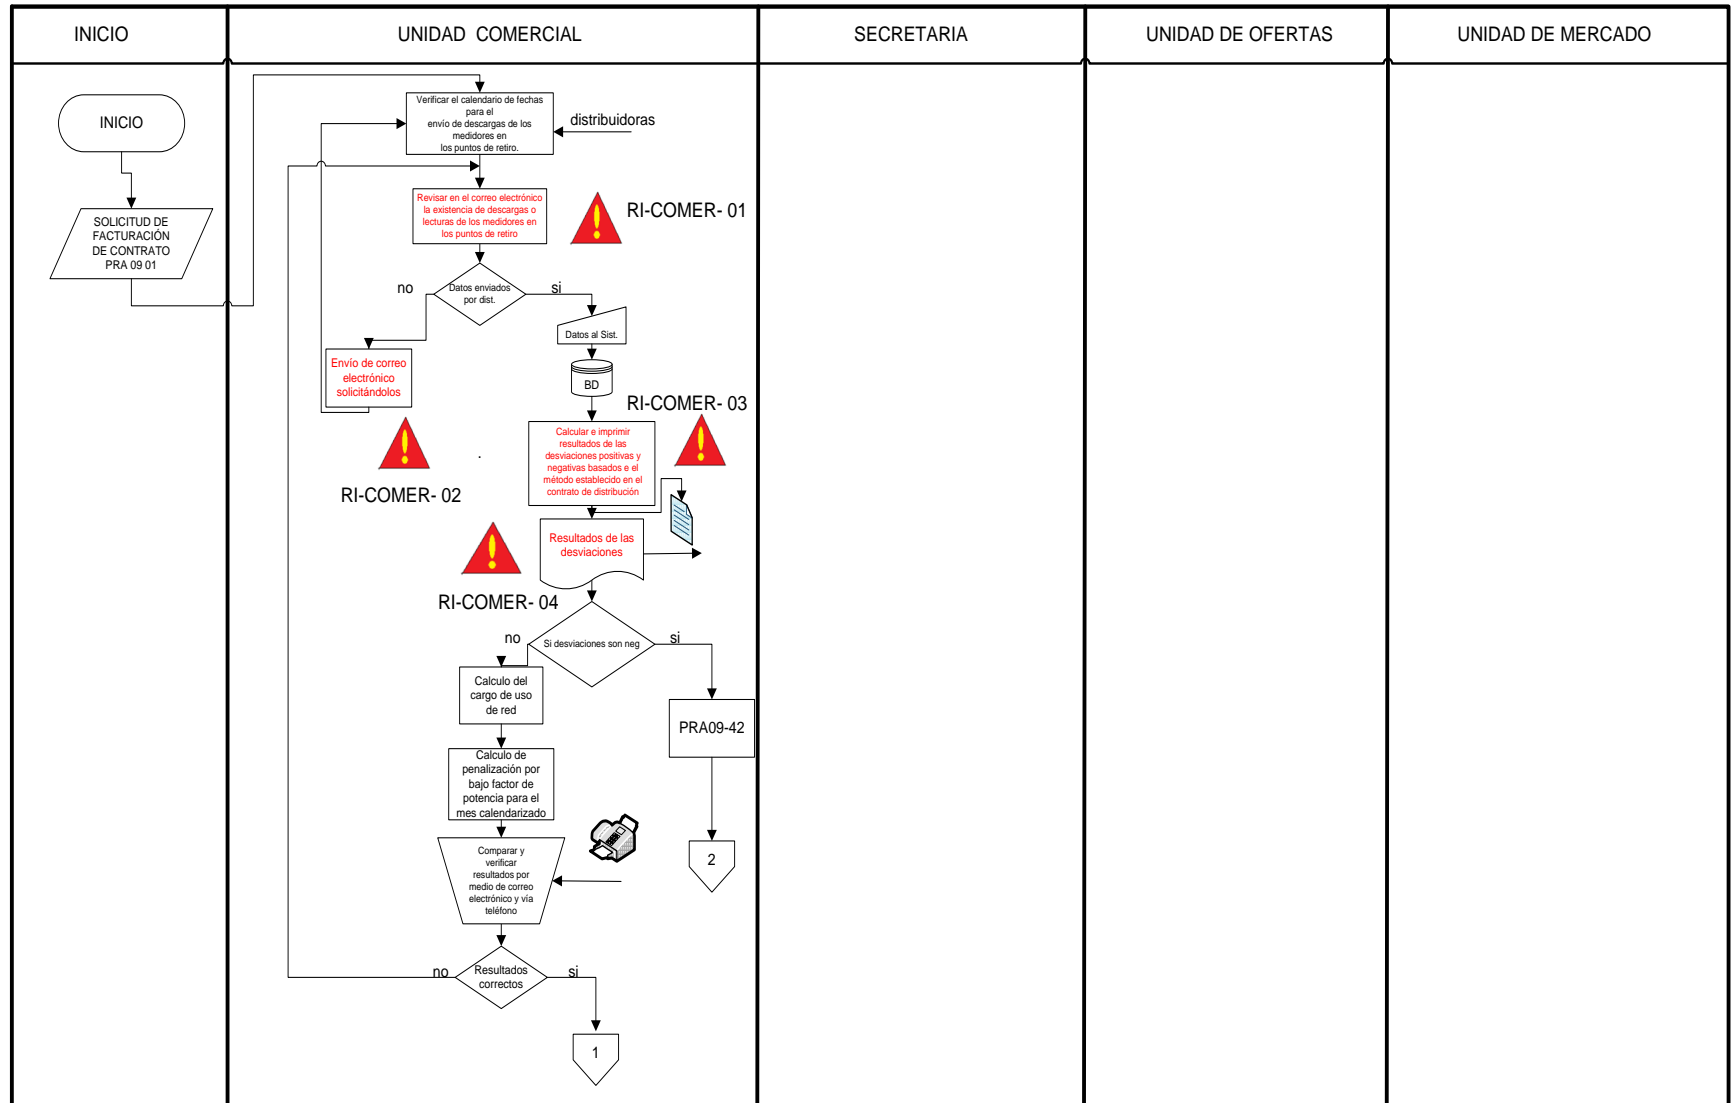 INICIO
UNIDAD COMERCIAL
SECRETARIA
UNIDAD DE OFERTAS
UNIDAD DE MERCADO
INICIO
SOLICITUD DE
FACTURACIÓN
DE CONTRATO
PRA 09 01
Verificar el calendario de fechas
para el
envío de descargas de los
medidores en
los puntos de retiro.
distribuidoras
Revisar en el correo electrónico
la existencia de descargas o
lecturas de los medidores en
los puntos de retiro
RI-COMER- 01
no
Datos enviados
por dist.
si
Datos al Sist.
Envío de correo
electrónico
solicitándolos
BD
RI-COMER- 03
RI-COMER- 02
Calcular e imprimir
resultados de las
desviaciones positivas y
negativas basados e el
método establecido en el
contrato de distribución
.
Resultados de las
desviaciones
RI-COMER- 04
no
Si desviaciones son neg
si
Calculo del
cargo de uso
de red
PRA09-42
Calculo de
penalización por
bajo factor de
potencia para el
mes calendarizado
Comparar y
verificar
resultados por
medio de correo
electrónico y vía
teléfono
2
no
Resultados
correctos
si
1